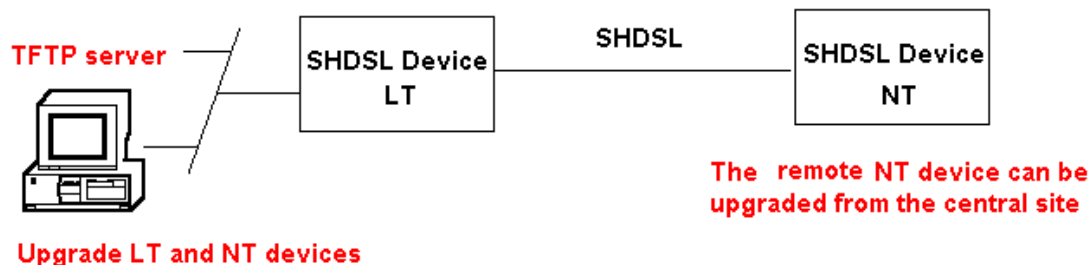 TFTP server
SHDSL Device
LT
SHDSL
SHDSL Device
NT
The remote NT device can be
upgraded from the central site
Upgrade LT and NT devices